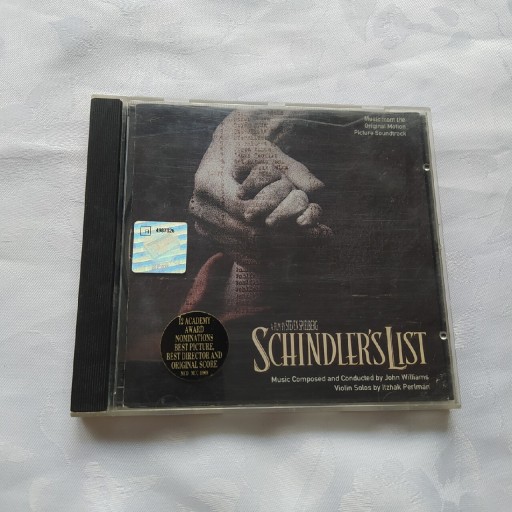 Music from the
Original Motion
Picture Soundtrack
4907326
12 ACADEMY
AWARD
NOMINATIONS
BEST PICTURE,
BEST DIRECTOR AND
ORIGINAL SCORE
A FILM BY STEVEN SPIELBERG
SCHINDLER'S LIST
Music Composed and Conducted by John Williams
Violin Solos by Itzhak Perlman